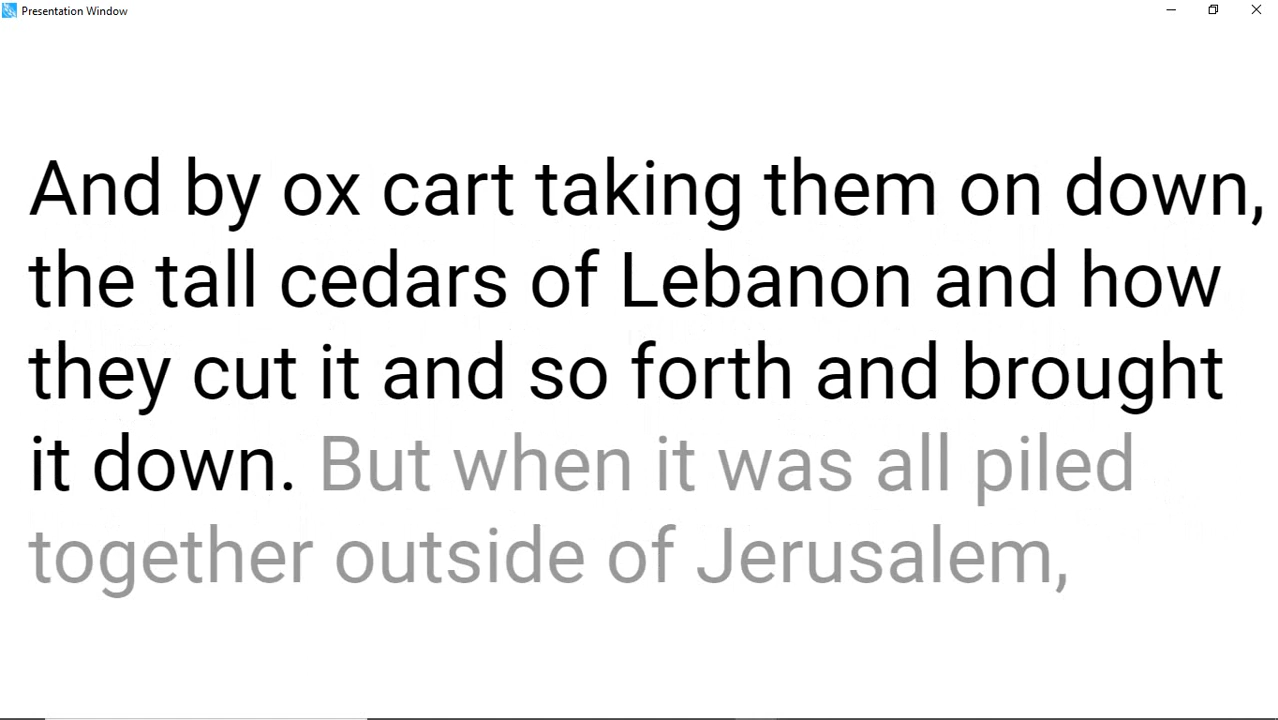 Presentation Window
And by ox cart taking them on down,
the tall cedars of Lebanon and how
they cut it and so forth and brought
it down. But when it was all piled
together outside of Jerusalem,